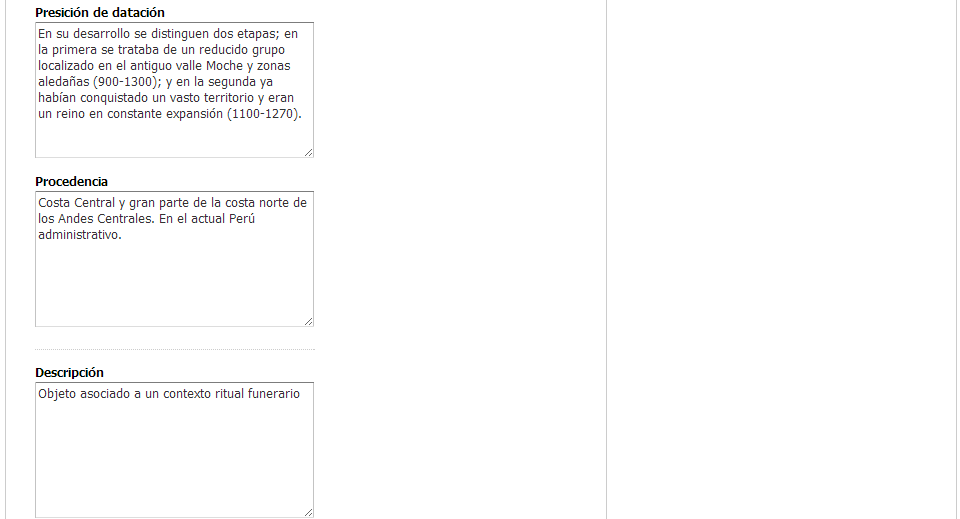 Presición de datación
En su desarrollo se distinguen dos etapas; en
la primera se trataba de un reducido grupo
localizado en el antiguo valle Moche y zonas
aledañas (900-1300); y en la segunda ya
habían conquistado un vasto territorio y eran
un reino en constante expansión (1100-1270).
Procedencia
Costa Central y gran parte de la costa norte de
los Andes Centrales. En el actual Perú
administrativo.
Descripción
Objeto asociado a un contexto ritual funerario